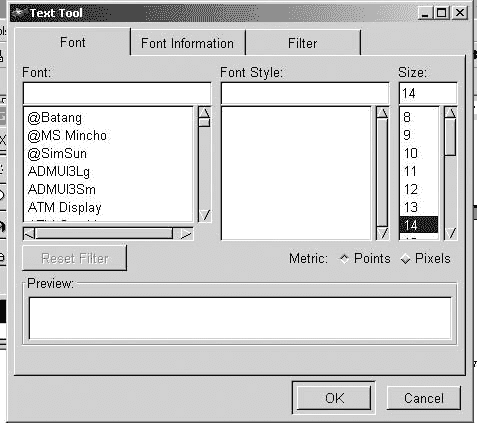 Text Tool
Font
Font Information
Filter
Font:
Font Style:
Size:
14
@Batang
@MS Mincho
@SimSun
ADMUI3Lg
ADMUI3Sm
ATM Display
8
9
10
11
12
13
14
Reset Filter
Metric:
Points
Pixels
Preview:
OK
Cancel